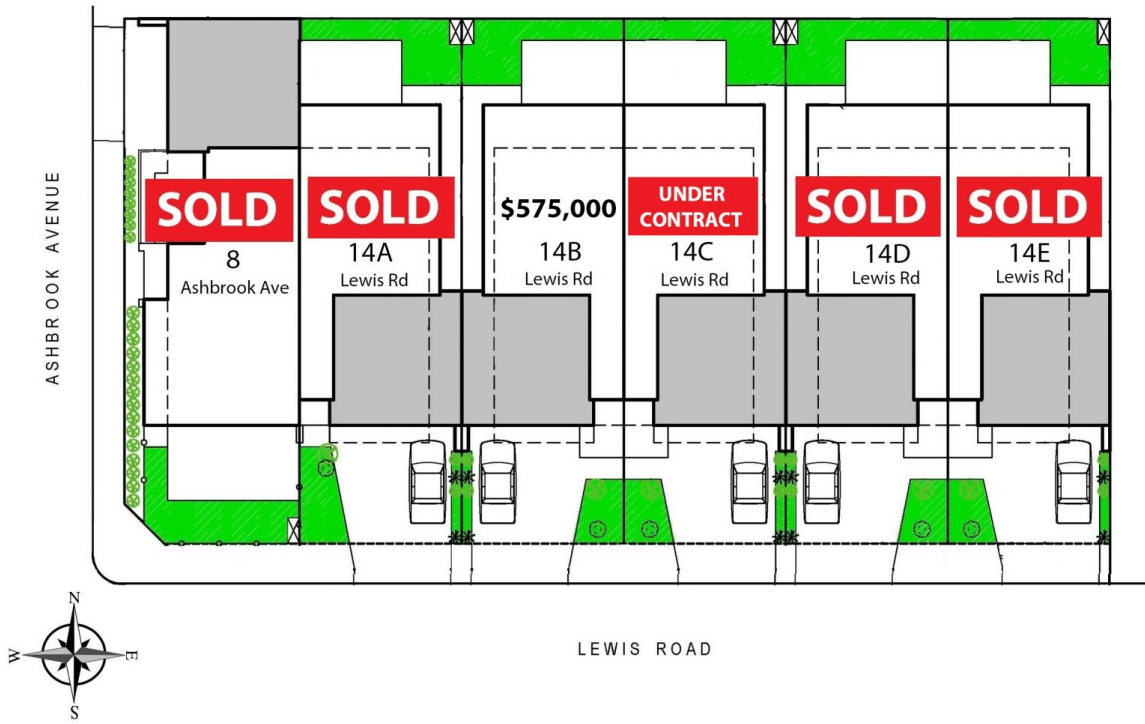 ASHBROOK AVENUE
SOLD
8
Ashbrook Ave
SOLD
14A
Lewis Rd
$575,000
14B
Lewis Rd
UNDER
CONTRACT
14C
Lewis Rd
SOLD
14D
Lewis Rd
SOLD
14E
Lewis Rd
N
W
E
S
LEWIS ROAD